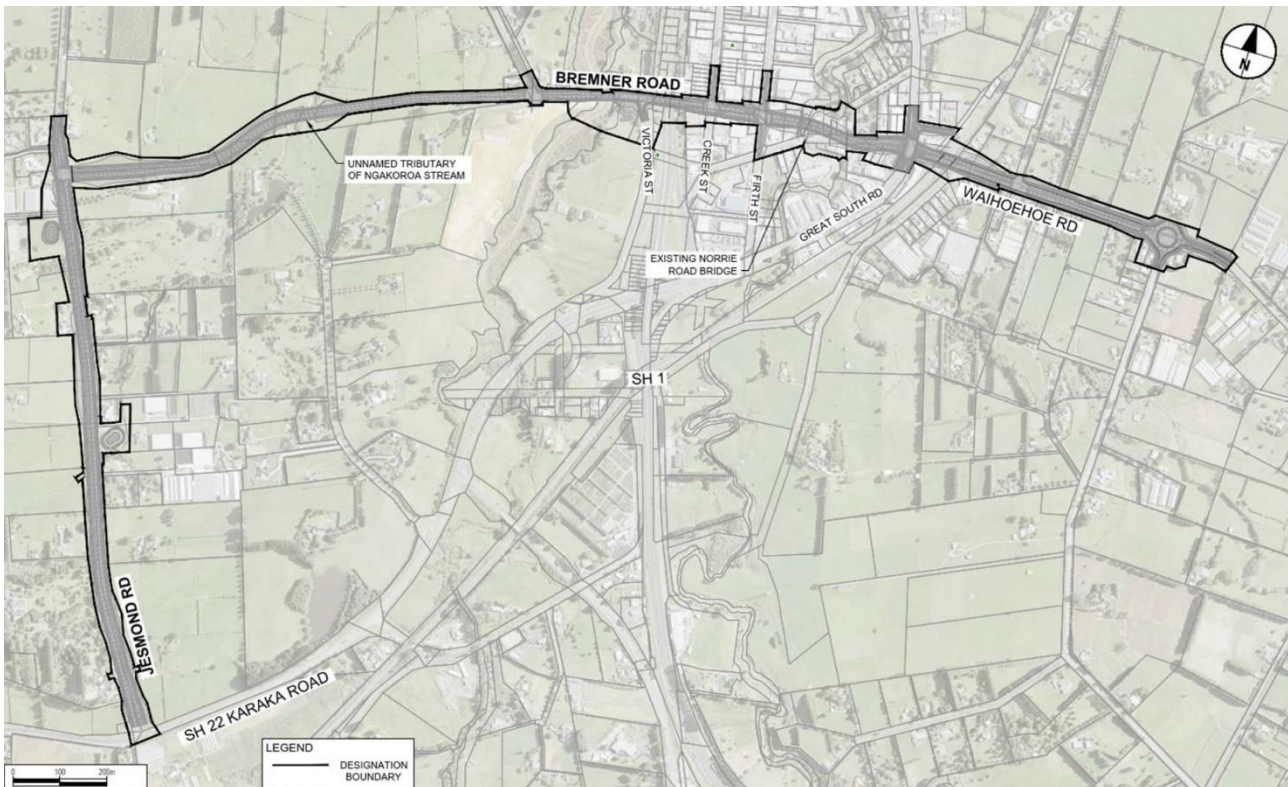 N
BREMNER ROAD
UNNAMED TRIBUTARY
OF NGAKOROA STREAM
VICTORIA ST
CREEK ST
FIRTH ST
WAIHOEHOE RD
GREAT SOUTH RD
EXISTING NORRIE
ROAD BRIDGE
SH 1
JESMOND RD
SH 22 KARAKA ROAD
LEGEND
DESIGNATION
BOUNDARY
0 100 200m